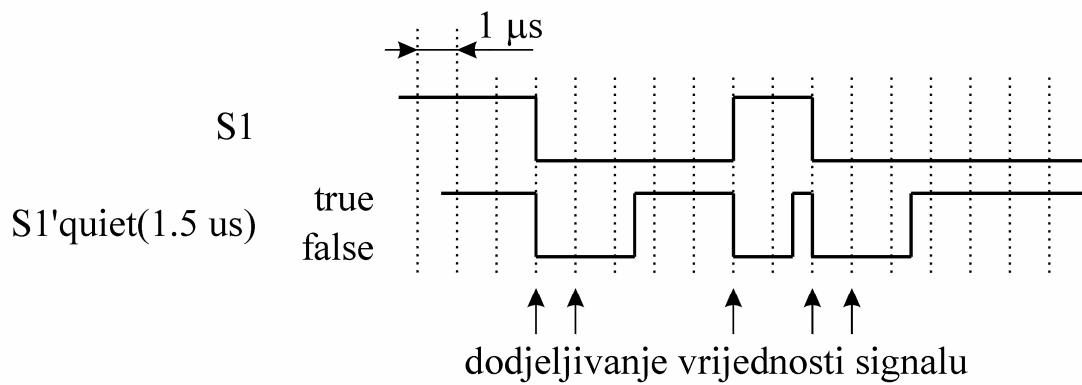 1 μs
S1
true
S1'quiet(1.5 us)
false
dodjeljivanje vrijednosti signalu